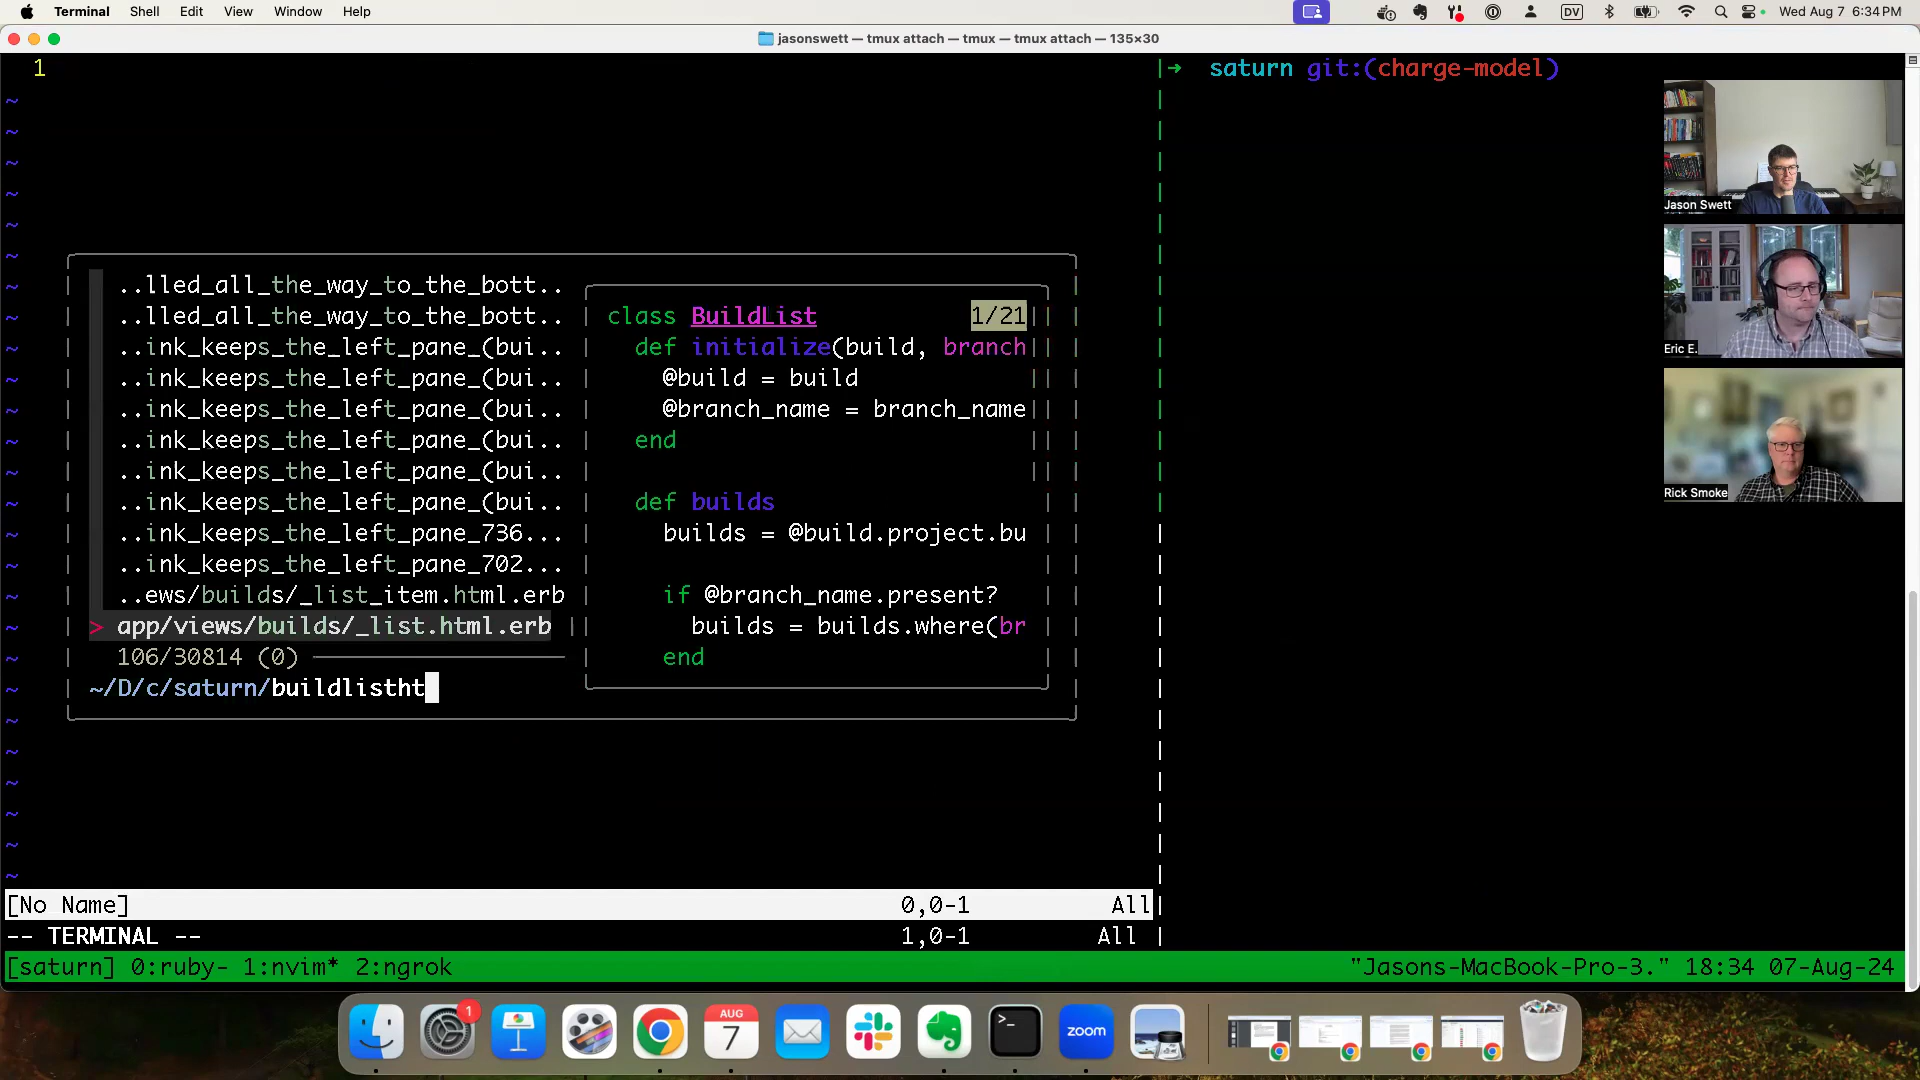 Terminal Shell Edit View Window Help DV Wed Aug 7 6:34 PM
jasonswett — tmux attach — tmux — tmux attach — 135×30
1
➜ saturn git:(charge-model)
~
~
~
~
~
~
..lled_all_the_way_to_the_bott..
..lled_all_the_way_to_the_bott..
..ink_keeps_the_left_pane_(bui..
..ink_keeps_the_left_pane_(bui..
..ink_keeps_the_left_pane_(bui..
..ink_keeps_the_left_pane_(bui..
..ink_keeps_the_left_pane_(bui..
..ink_keeps_the_left_pane_(bui..
..ink_keeps_the_left_pane_736...
..ink_keeps_the_left_pane_702...
..ews/builds/_list_item.html.erb
> app/views/builds/_list.html.erb
106/30814 (0)
~/D/c/saturn/buildlistht
class BuildList 1/21
def initialize(build, branch
@build = build
@branch_name = branch_name
end
def builds
builds = @build.project.bu
if @branch_name.present?
builds = builds.where(br
end
[No Name] 0,0-1 All
-- TERMINAL -- 1,0-1 All
[saturn] 0:ruby- 1:nvim* 2:ngrok "Jasons-MacBook-Pro-3." 18:34 07-Aug-24
Jason Swett
Eric E.
Rick Smoke
1
AUG
7
>_
zoom